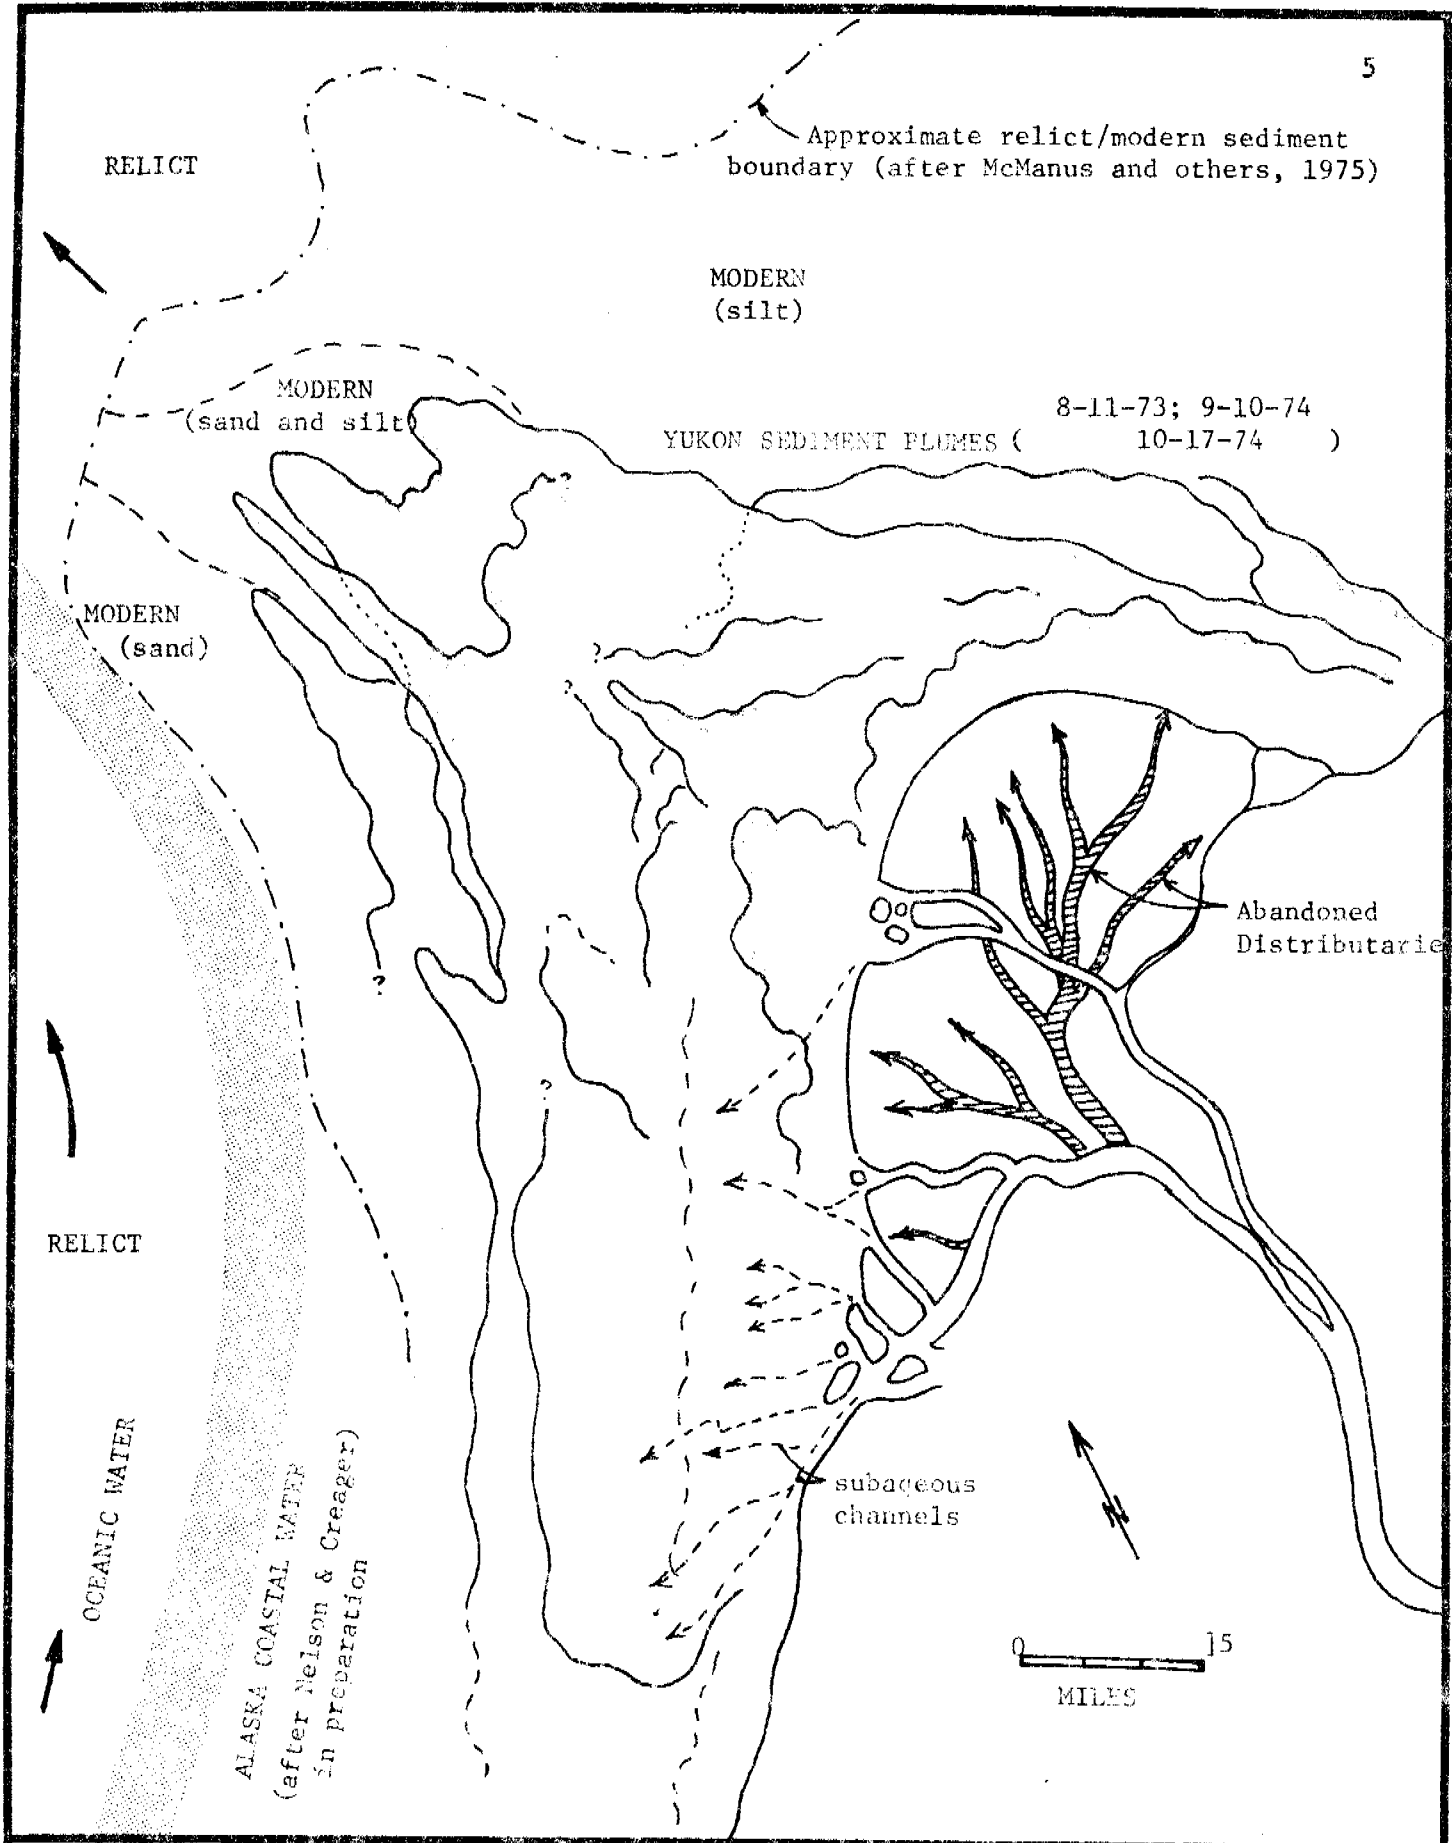 5
Approximate relict/modern sediment
boundary (after McManus and others, 1975)
RELICT
MODERN
(silt)
MODERN
(sand and silt)
8-11-73; 9-10-74
YUKON SEDIMENT PLUMES ( 10-17-74 )
?
MODERN
(sand)
?
?
Abandoned
Distributarie
?
?
RELICT
OCEANIC WATER
ALASKA COASTAL WATER
(after Nelson & Creager)
in preparation
subaqeous
channels
N
0 15
MILES